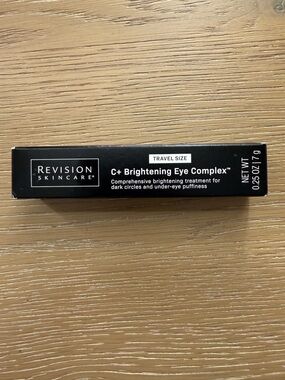 REVISION
SKINCARE®
TRAVEL SIZE
C+ Brightening Eye Complex™
Comprehensive brightening treatment for
dark circles and under-eye puffiness
NET WT
0.25 OZ | 7 g